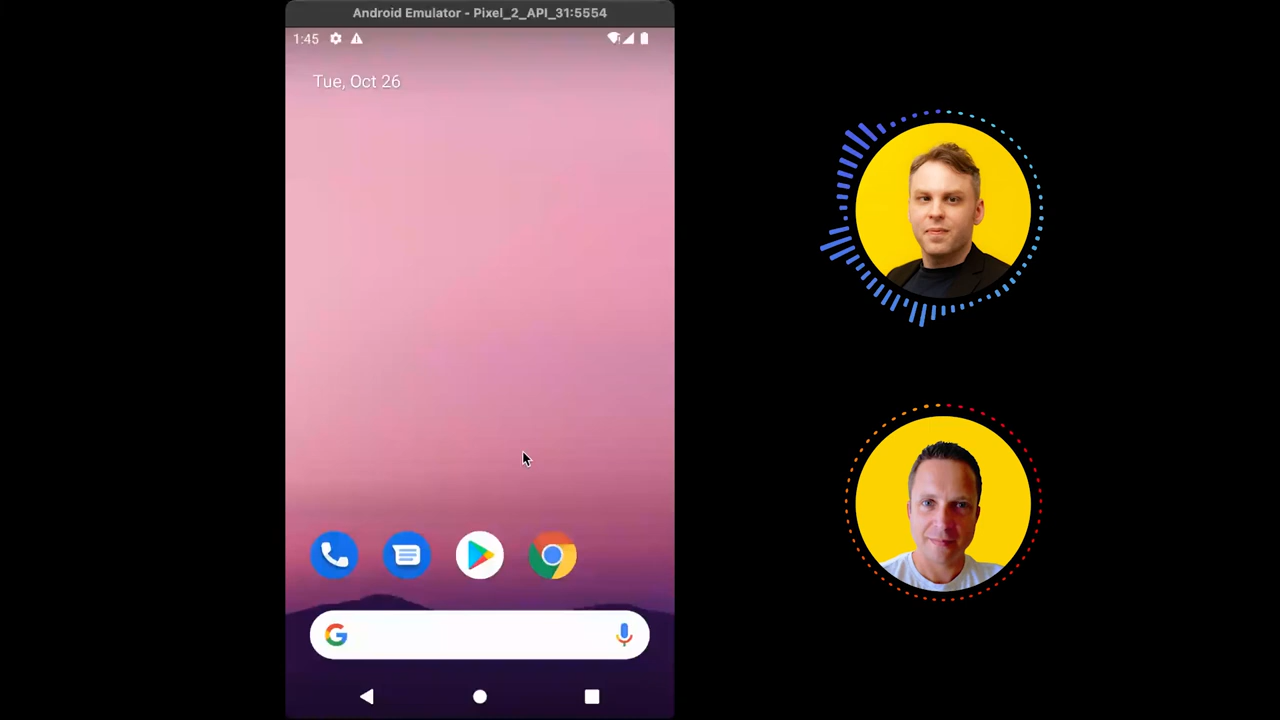 Android Emulator - Pixel_2_API_31:5554
1:45
Tue, Oct 26
G